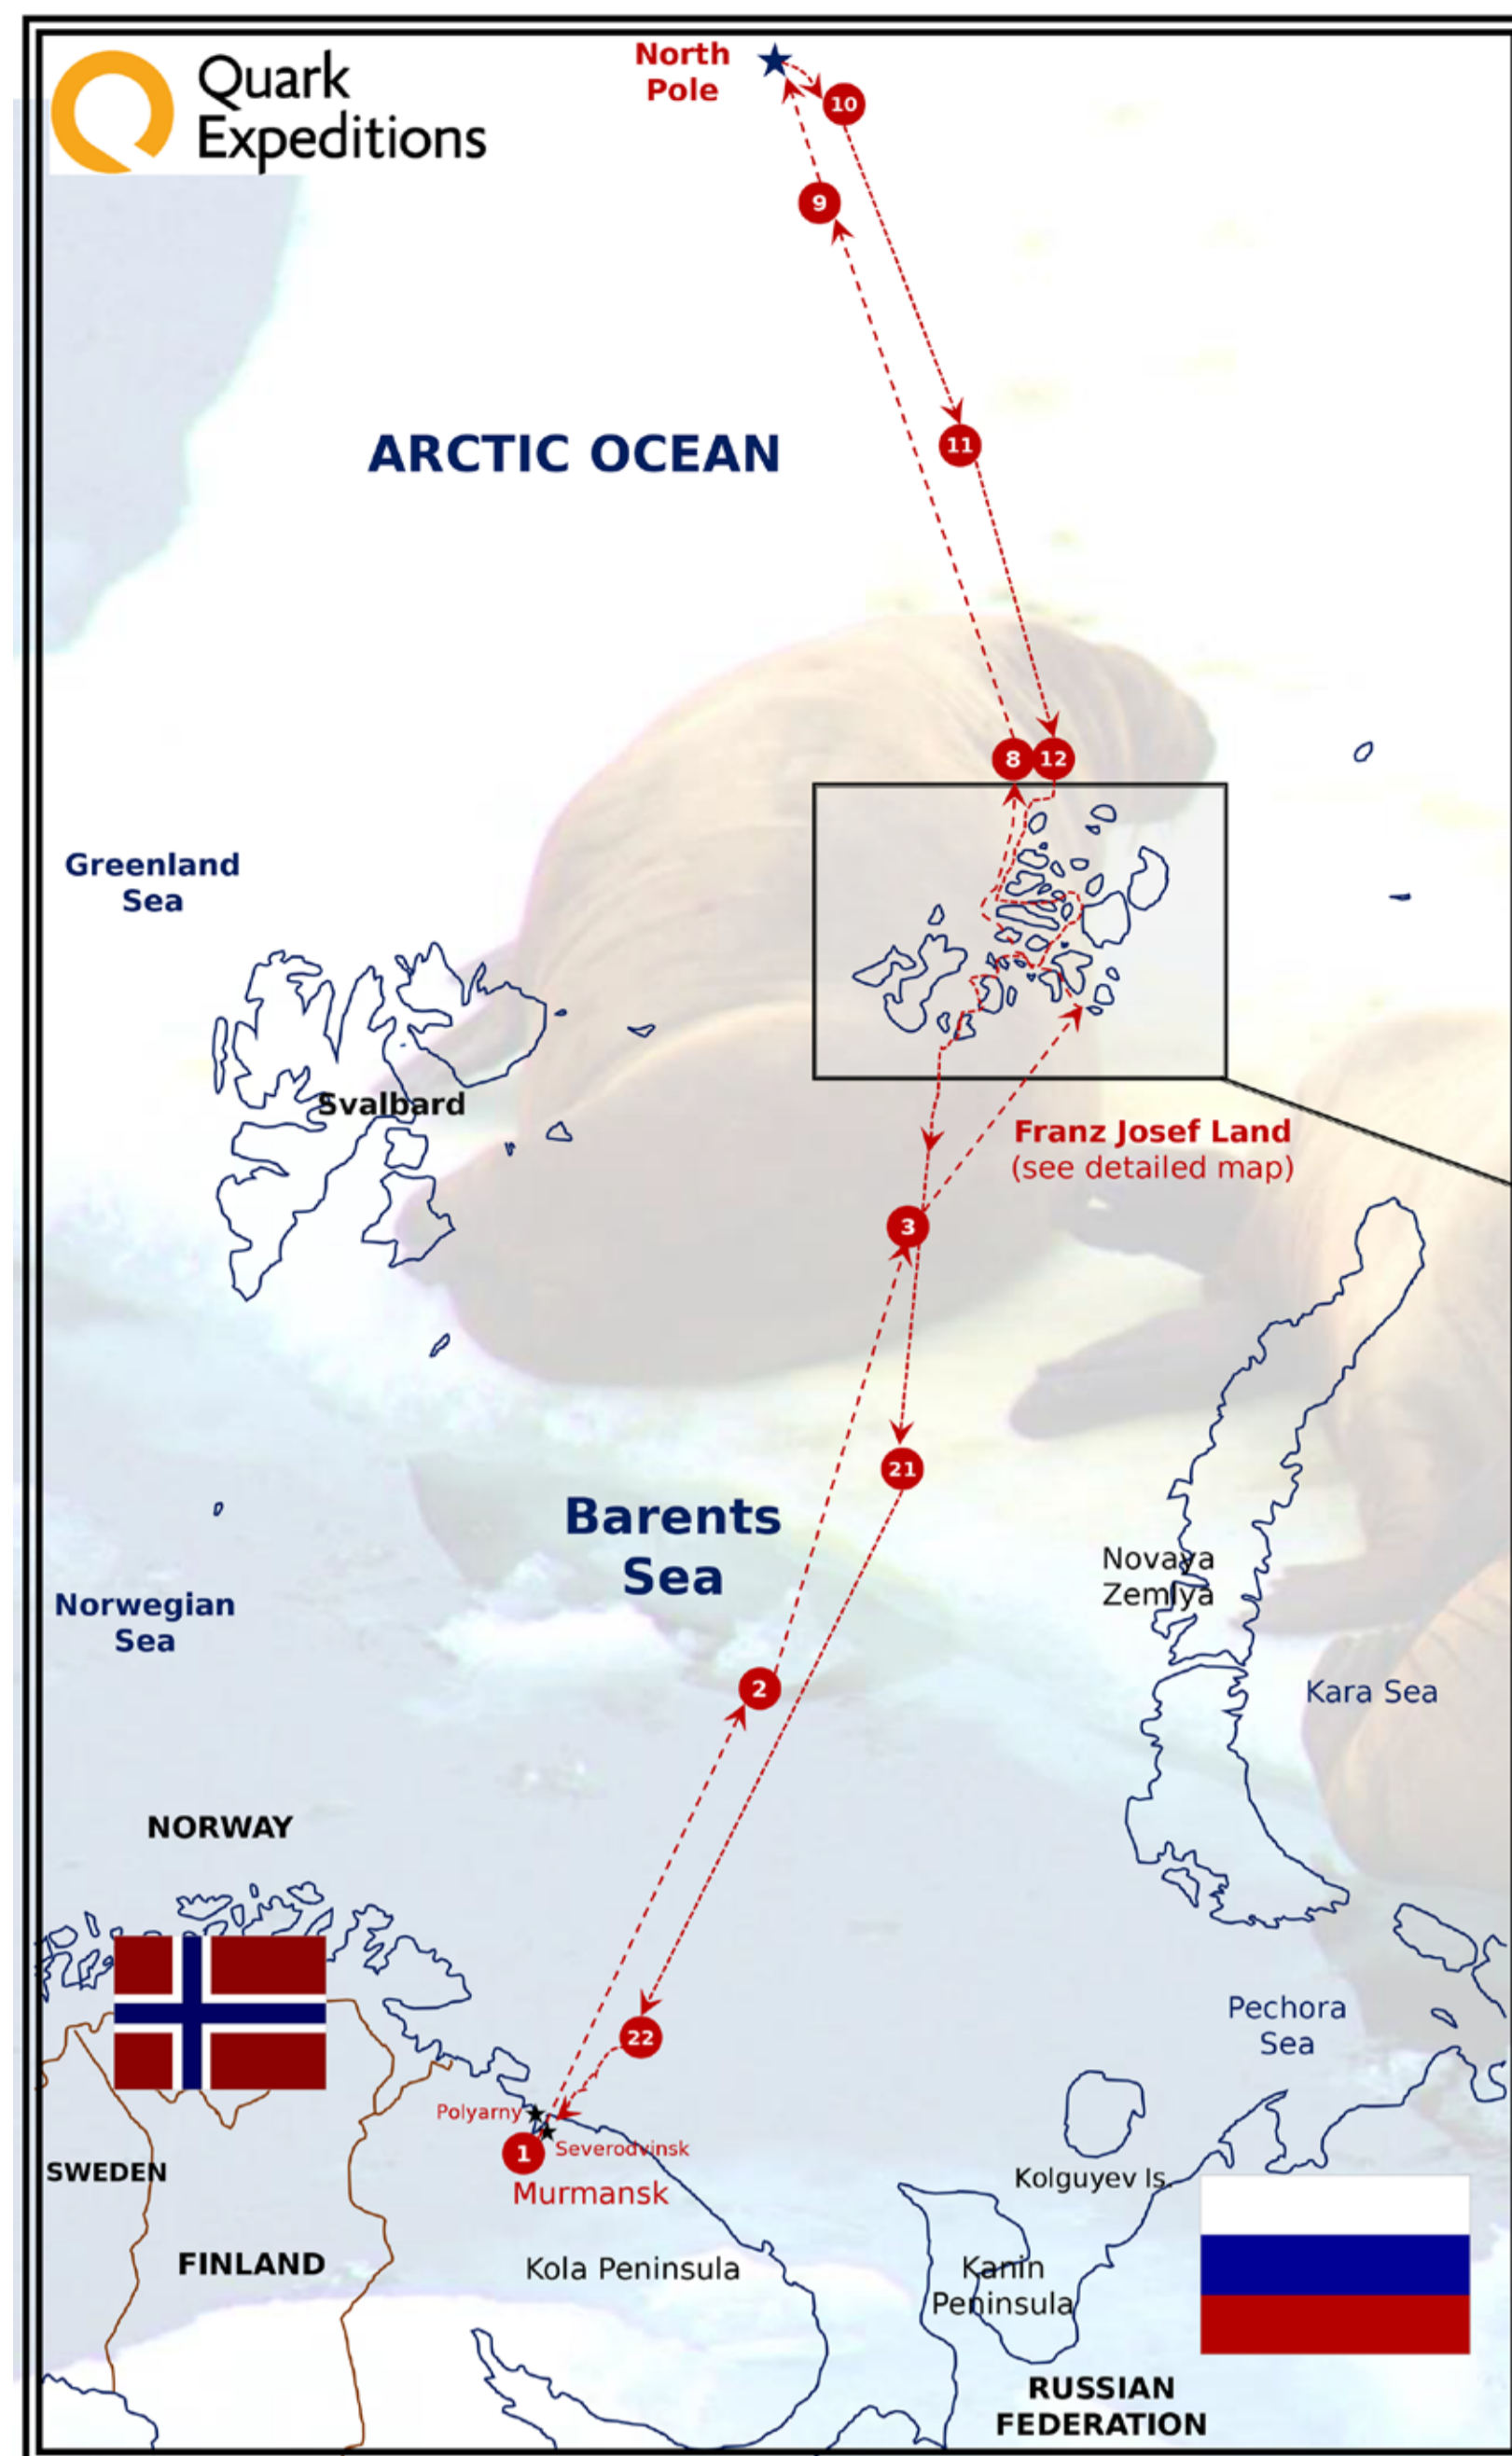 Quark
Expeditions
North
Pole
10
9
ARCTIC OCEAN
11
8
12
Greenland
Sea
Svalbard
Franz Josef Land
(see detailed map)
3
21
Barents
Sea
Novaya
Zemlya
Norwegian
Sea
2
Kara Sea
NORWAY
Pechora
Sea
22
Polyarny
1
Severodvinsk
SWEDEN
Kolguyev Is.
Murmansk
FINLAND
Kola Peninsula
Kanin
Peninsula
RUSSIAN
FEDERATION